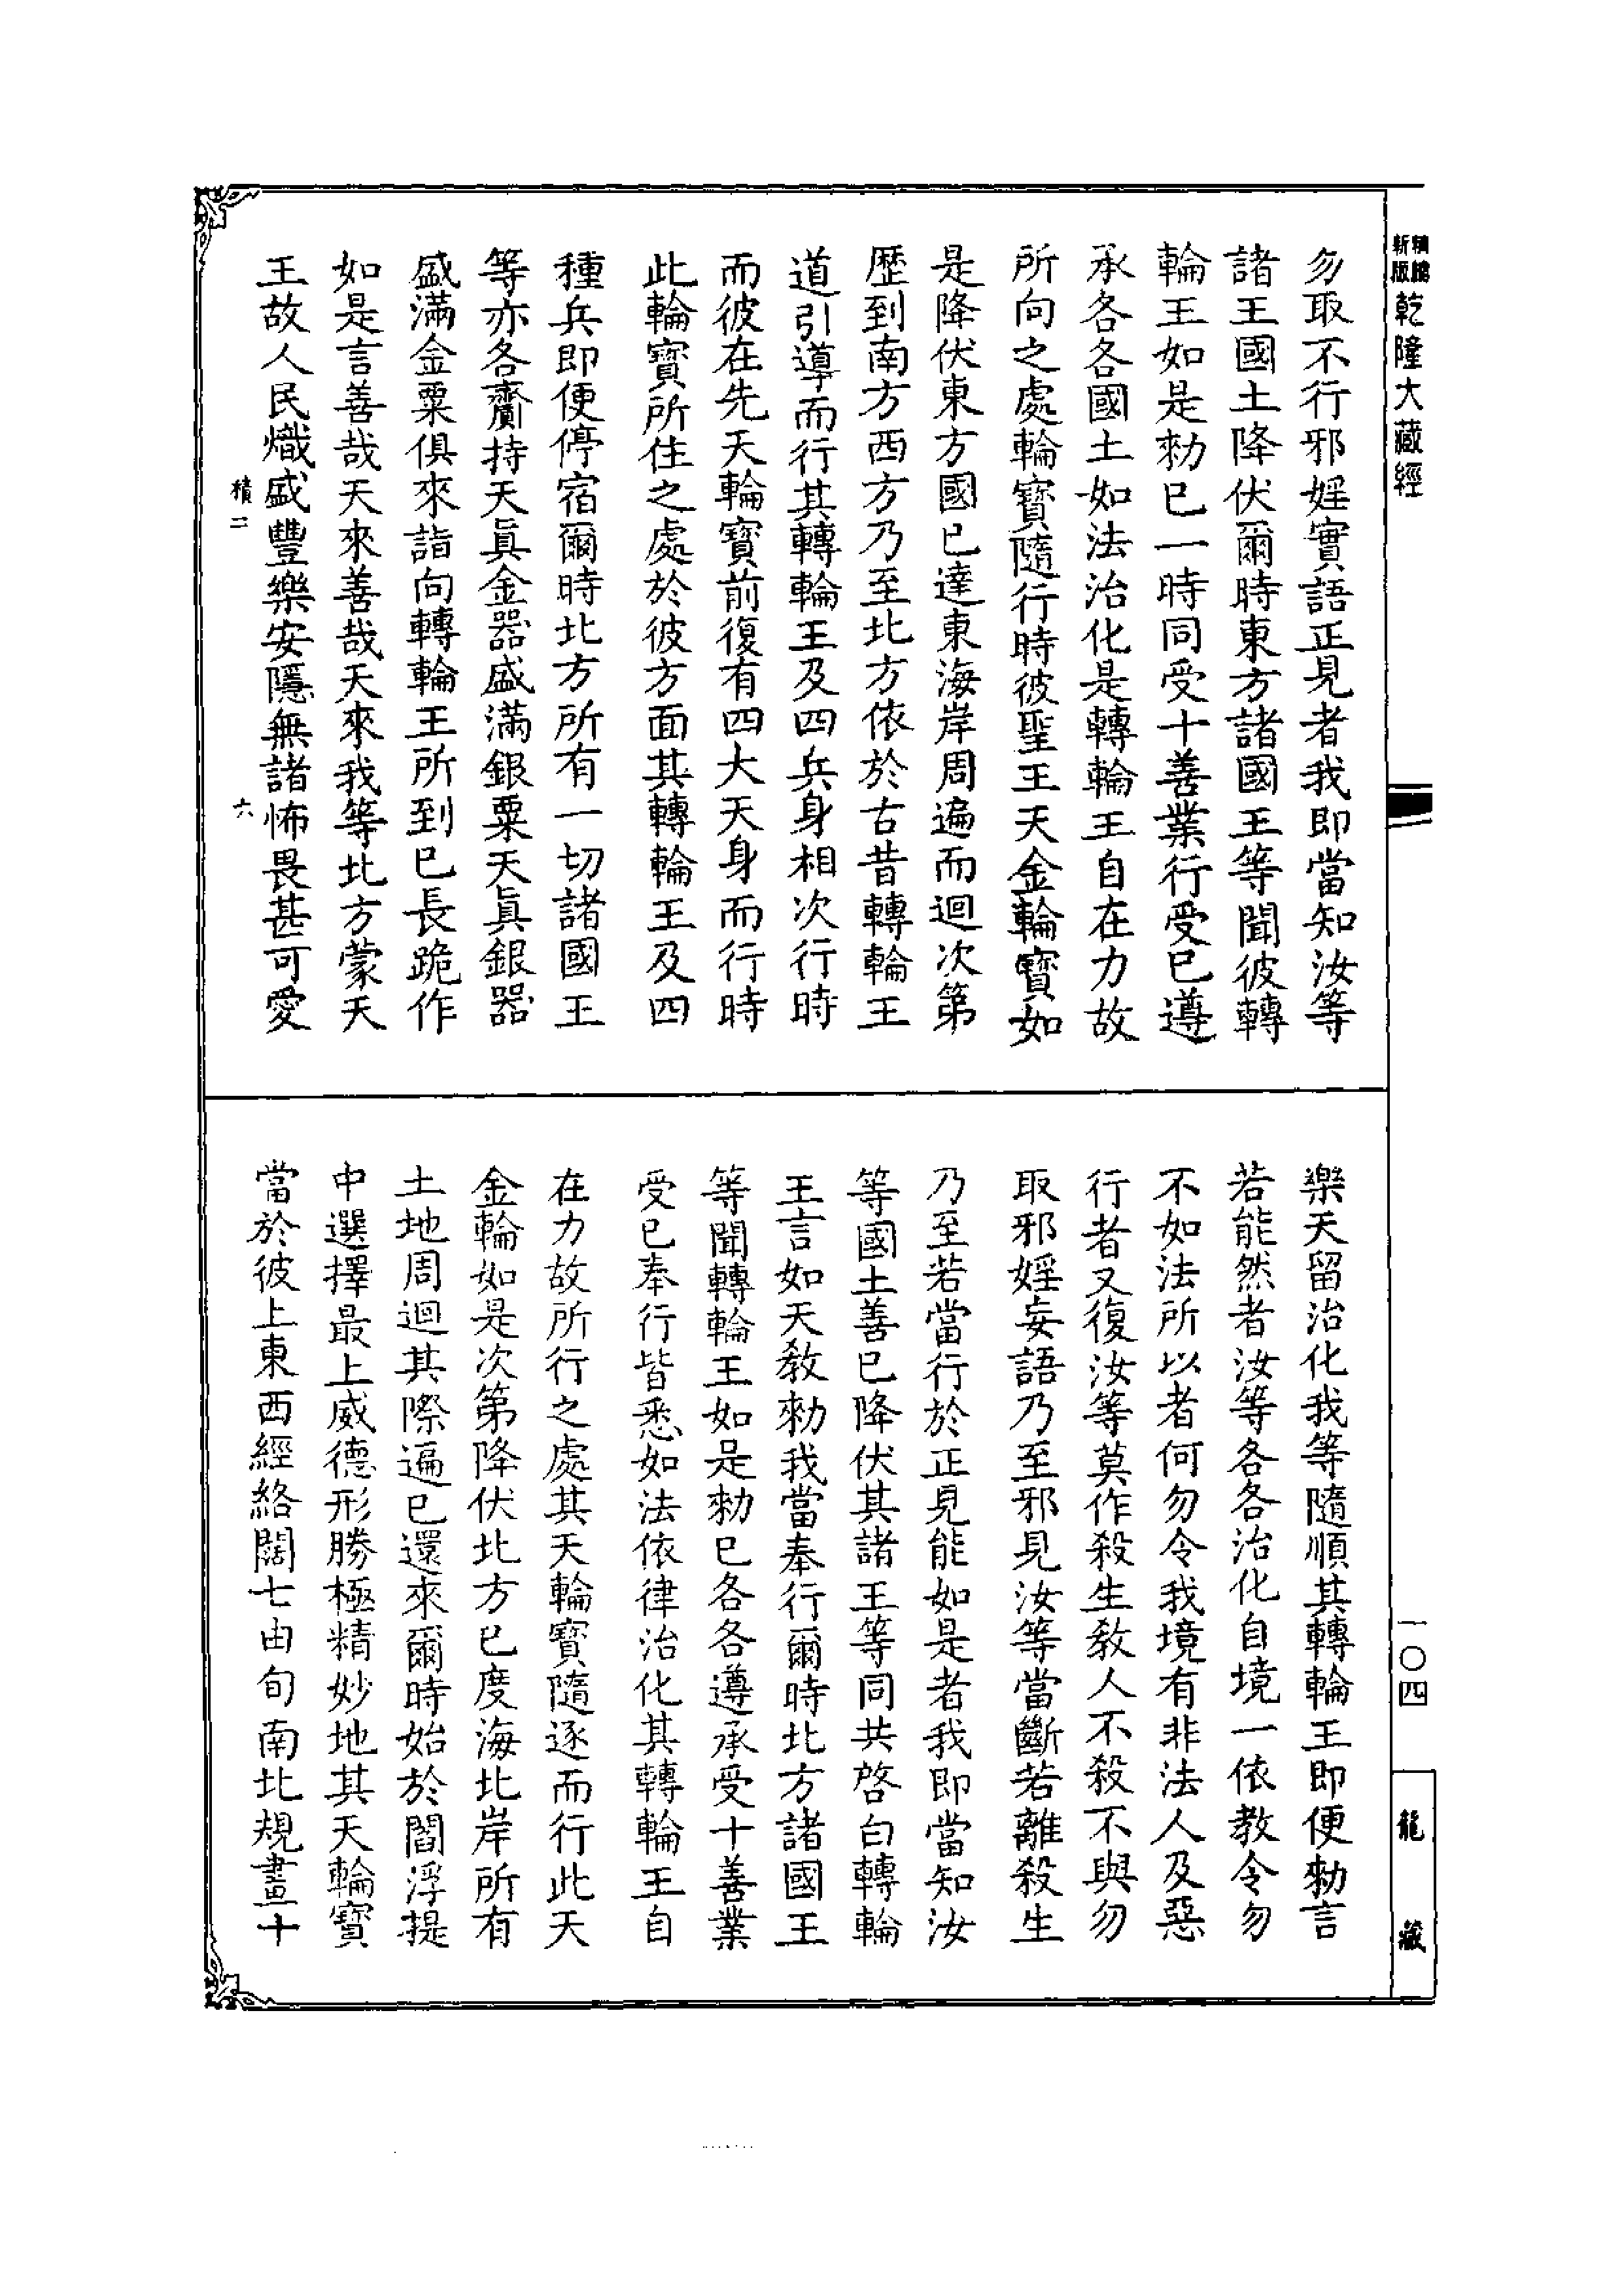 精縮新版乾隆大藏經
勿取不行邪婬實語正見者我即當知汝等
諸王國土降伏爾時東方諸國王等聞彼轉
輪王如是勑已一時同受十善業行受已遵
承各各國土如法治化是轉輪王自在力故
所向之處輪寶隨行時彼聖王天金輪寶如
是降伏東方國已達東海岸周遍而迴次第
歷到南方西方乃至北方依於古昔轉輪王
道引導而行其轉輪王及四兵身相次行時
而彼在先天輪寶前復有四大天身而行時
此輪寶所住之處於彼方面其轉輪王及四
種兵即便停宿爾時北方所有一切諸國王
等亦各齎持天眞金器盛滿銀粟天眞銀器
盛滿金粟俱來詣向轉輪王所到已長跪作
如是言善哉天來善哉天來我等北方蒙天
王故人民熾盛豐樂安隱無諸怖畏甚可愛
積二 六
樂天留治化我等隨順其轉輪王即便勑言
若能然者汝等各各治化自境一依教令勿
不如法所以者何勿令我境有非法人及惡
行者又復汝等莫作殺生教人不殺不與勿
取邪婬妄語乃至邪見汝等當斷若離殺生
乃至若當行於正見能如是者我即當知汝
等國土善已降伏其諸王等同共啓白轉輪
王言如天教勑我當奉行爾時北方諸國王
等聞轉輪王如是勑已各各遵承受十善業
受已奉行皆悉如法依律治化其轉輪王自
在力故所行之處其天輪寶隨逐而行此天
金輪如是次第降伏北方已度海北岸所有
土地周迴其際遍已還來爾時始於閻浮提
中選擇最上威德形勝極精妙地其天輪寶
當於彼上東西經絡闊七由旬南北規畫十
一〇四
龍藏